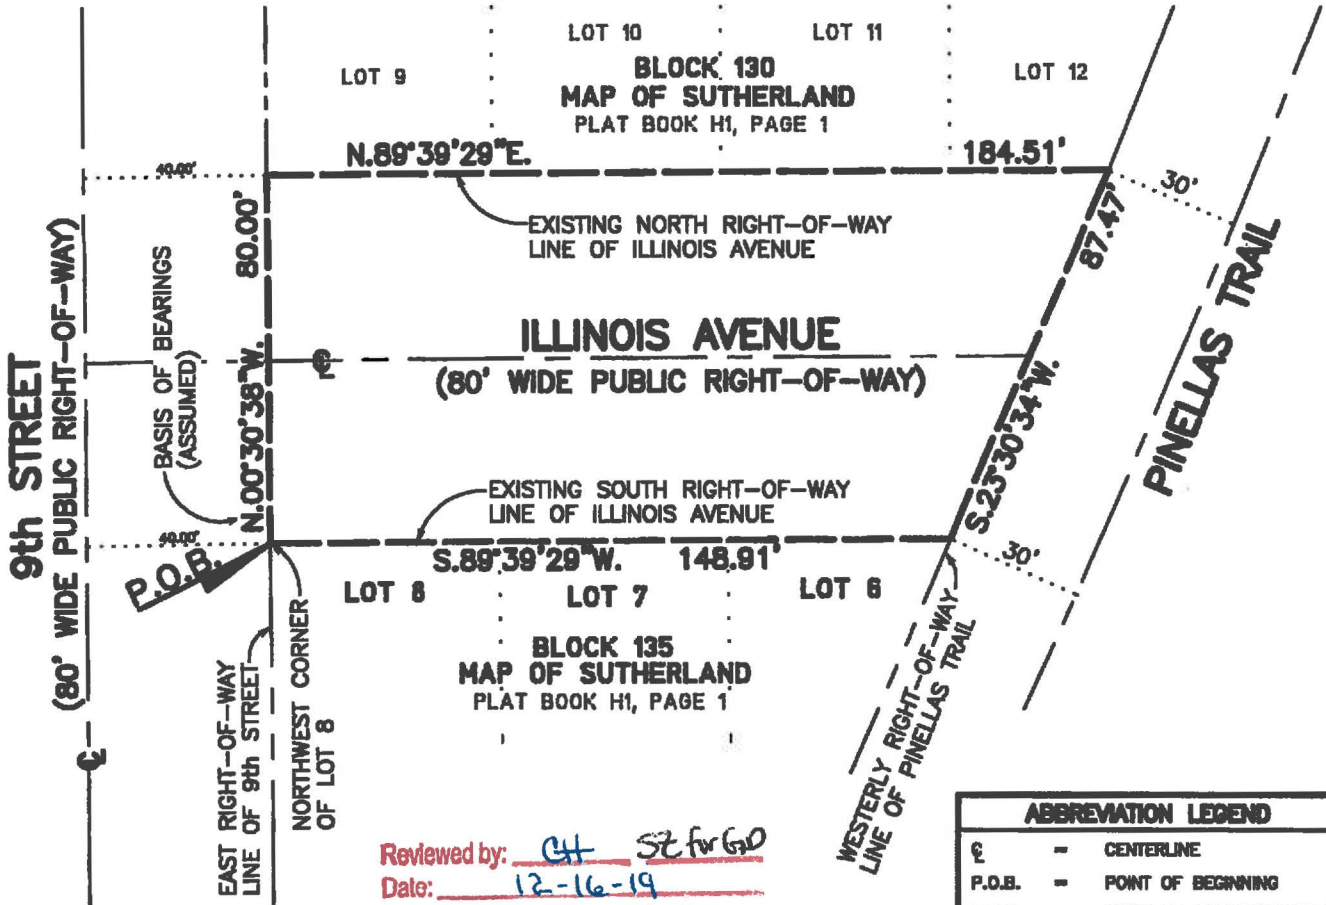 LOT 10
LOT 11
LOT 9
BLOCK 130
LOT 12
MAP OF SUTHERLAND
PLAT BOOK H1, PAGE 1
N.89°39'29"E.
184.51'
40.00'
30'
80.00'
87.47'
EXISTING NORTH RIGHT-OF-WAY
LINE OF ILLINOIS AVENUE
9th STREET
(80' WIDE PUBLIC RIGHT-OF-WAY)
BASIS OF BEARINGS
(ASSUMED)
N.00°30'38"W.
℄
ILLINOIS AVENUE
(80' WIDE PUBLIC RIGHT-OF-WAY)
S.23°30'34"W.
PINELLAS TRAIL
EXISTING SOUTH RIGHT-OF-WAY
LINE OF ILLINOIS AVENUE
40.00'
P.O.B.
S.89°39'29"W.
148.91'
30'
LOT 8
LOT 7
LOT 6
BLOCK 135
MAP OF SUTHERLAND
PLAT BOOK H1, PAGE 1
℄
EAST RIGHT-OF-WAY
LINE OF 9th STREET
NORTHWEST CORNER
OF LOT 8
WESTERLY RIGHT-OF-WAY
LINE OF PINELLAS TRAIL
Reviewed by: CH SZ for GD
Date: 12-16-19
ABBREVIATION LEGEND
℄ = CENTERLINE
P.O.B. = POINT OF BEGINNING